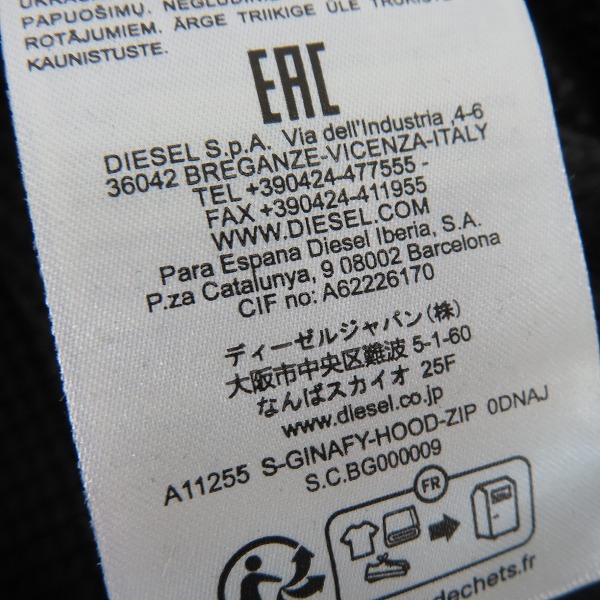 PAPUOŠIMŲ. NEGLUDINI
ROTĀJUMIEM. ÄRGE TRIIKIGE ÜLE TRÜKISTE
KAUNISTUSTE.
EAC
DIESEL S.p.A. Via dell'Industria 4-6
36042 BREGANZE-VICENZA-ITALY
TEL +390424-477555 -
FAX +390424-411955
WWW.DIESEL.COM
Para Espana Diesel Iberia, S.A.
P.za Catalunya, 9 08002 Barcelona
CIF no: A62226170
ディーゼルジャパン(株)
大阪市中央区難波 5-1-60
なんばスカイオ 25F
www.diesel.co.jp
A11255 S-GINAFY-HOOD-ZIP 0DNAJ
S.C.BG000009
FR
dechets.fr